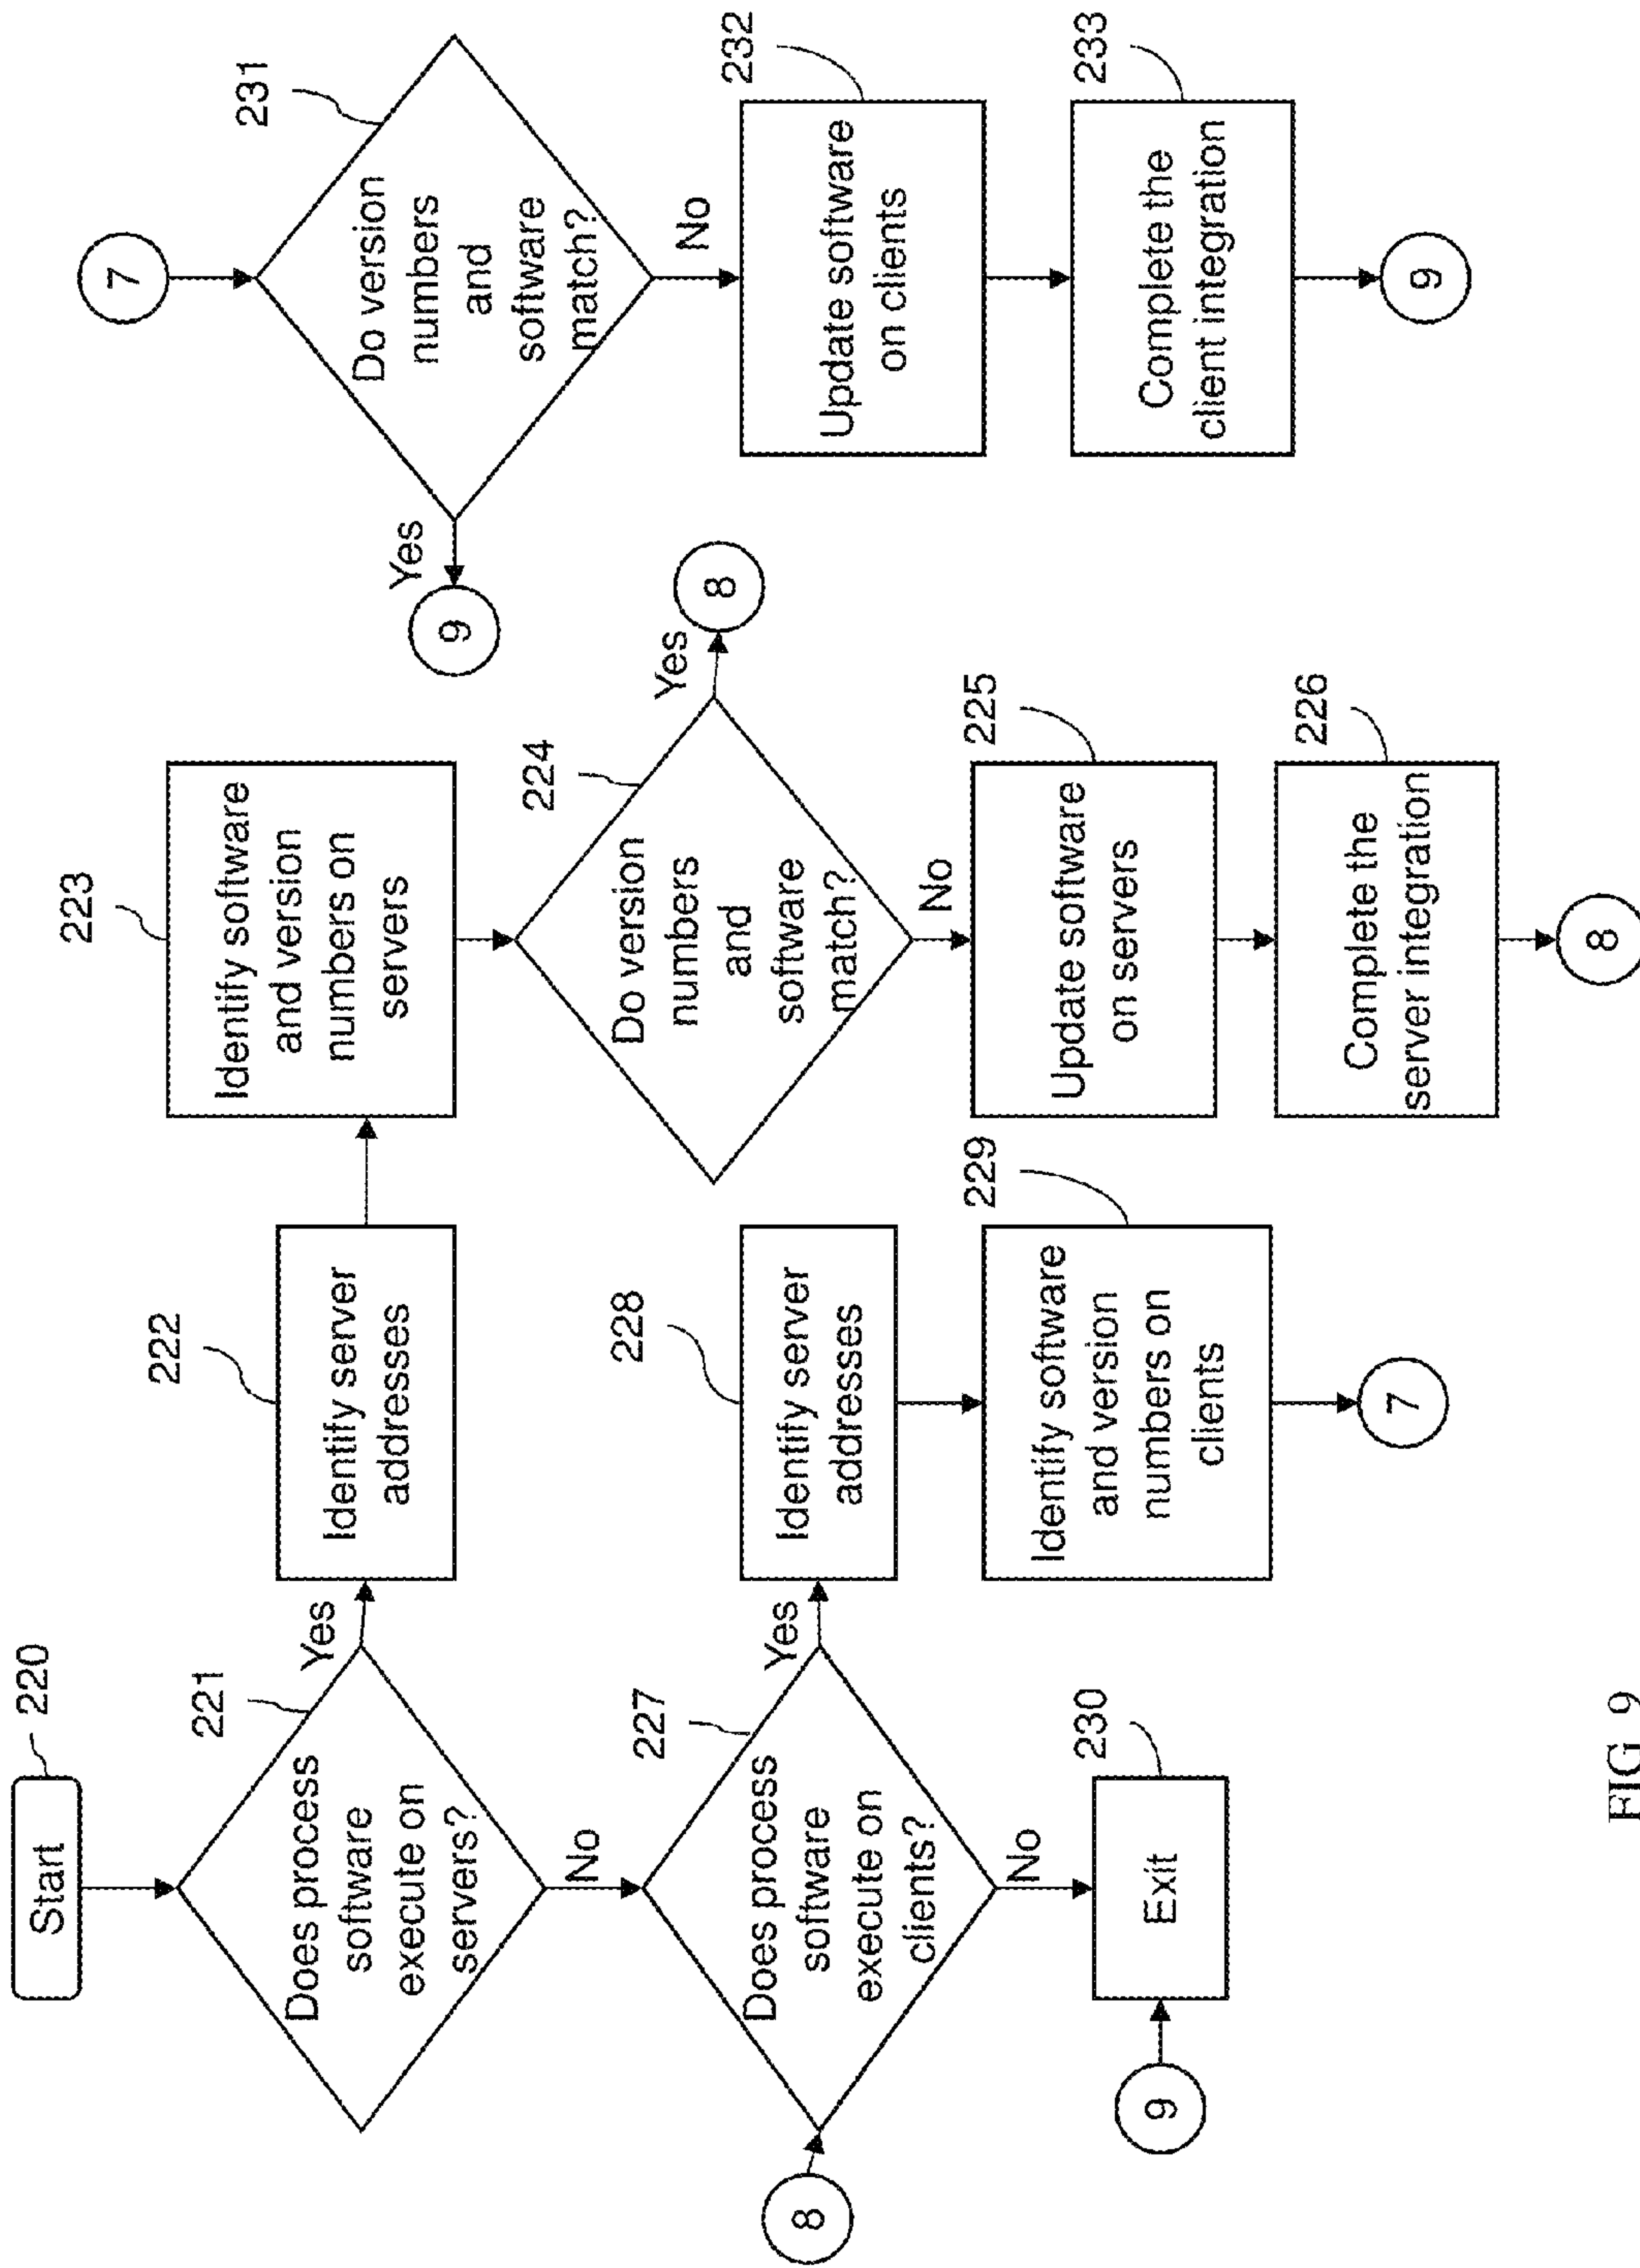 Start
220
Does process
software
execute on
servers?
221
Yes
No
Identify server
addresses
222
Identify software
and version
numbers on
servers
223
Do version
numbers
and
software
match?
224
Yes
8
No
Update software
on servers
225
Complete the
server integration
226
8
8
Does process
software
execute on
clients?
227
Yes
No
Identify server
addresses
228
Identify software
and version
numbers on
clients
229
7
9
Exit
230
7
Do version
numbers
and
software
match?
231
Yes
9
No
Update software
on clients
232
Complete the
client integration
233
9
FIG. 9